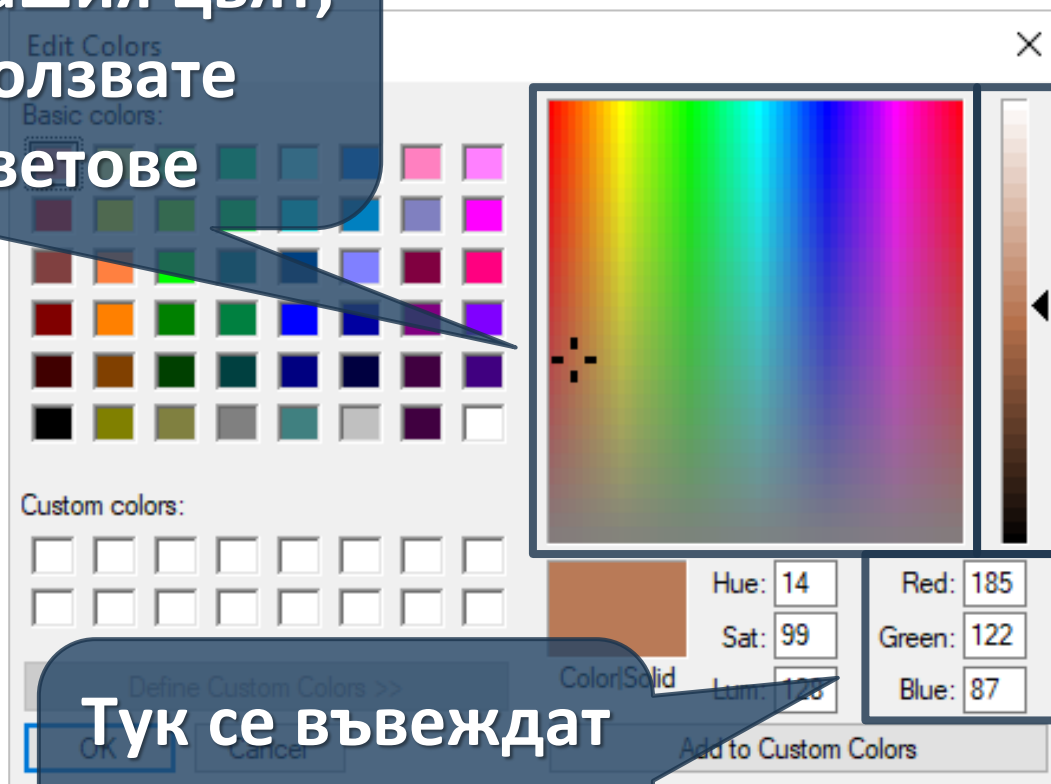 цвят,
Edit Colors
ветове
Basic colors:
Custom colors:
Hue: 14
Red: 185
Sat: 99
Green: 122
Color|Solid
Lum: 128
Blue: 87
Define Custom Colors >>
Тук се въвеждат
OK
Cancel
Add to Custom Colors